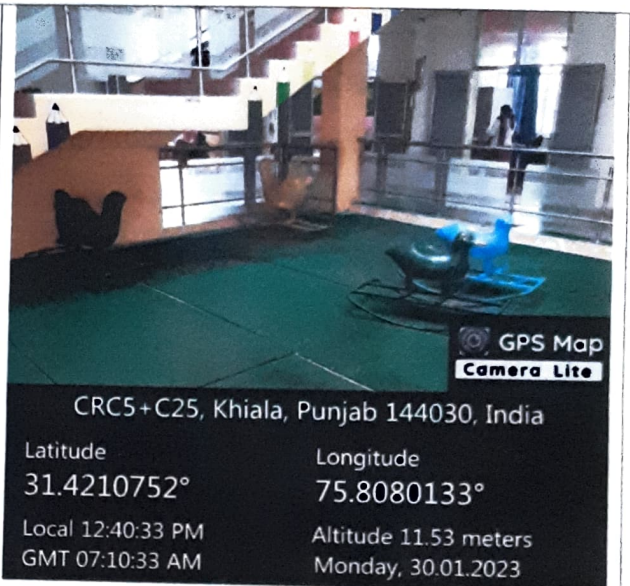 GPS Map
Camera Lite
CRC5+C25, Khiala, Punjab 144030, India
Latitude
31.4210752°
Longitude
75.8080133°
Local 12:40:33 PM
GMT 07:10:33 AM
Altitude 11.53 meters
Monday, 30.01.2023